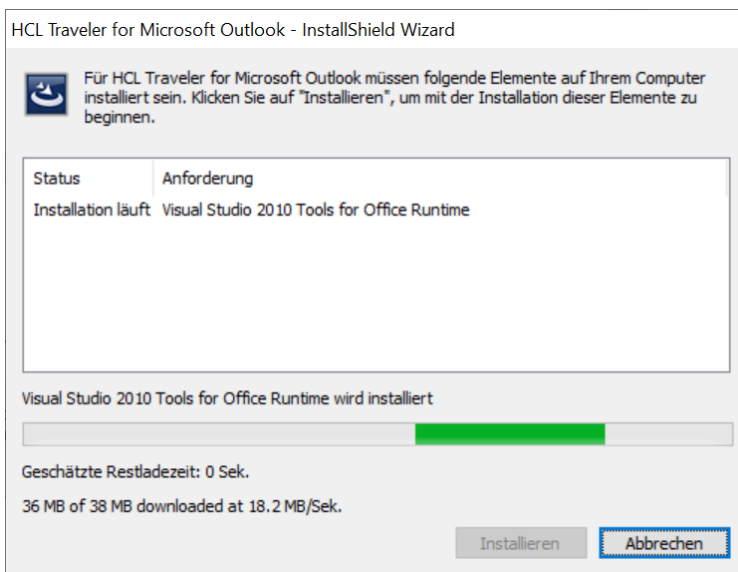 HCL Traveler for Microsoft Outlook - InstallShield Wizard
Für HCL Traveler for Microsoft Outlook müssen folgende Elemente auf Ihrem Computer
installiert sein. Klicken Sie auf "Installieren", um mit der Installation dieser Elemente zu
beginnen.
Status Anforderung
Installation läuft Visual Studio 2010 Tools for Office Runtime
Visual Studio 2010 Tools for Office Runtime wird installiert
Geschätzte Restladezeit: 0 Sek.
36 MB of 38 MB downloaded at 18.2 MB/Sek.
Installieren Abbrechen